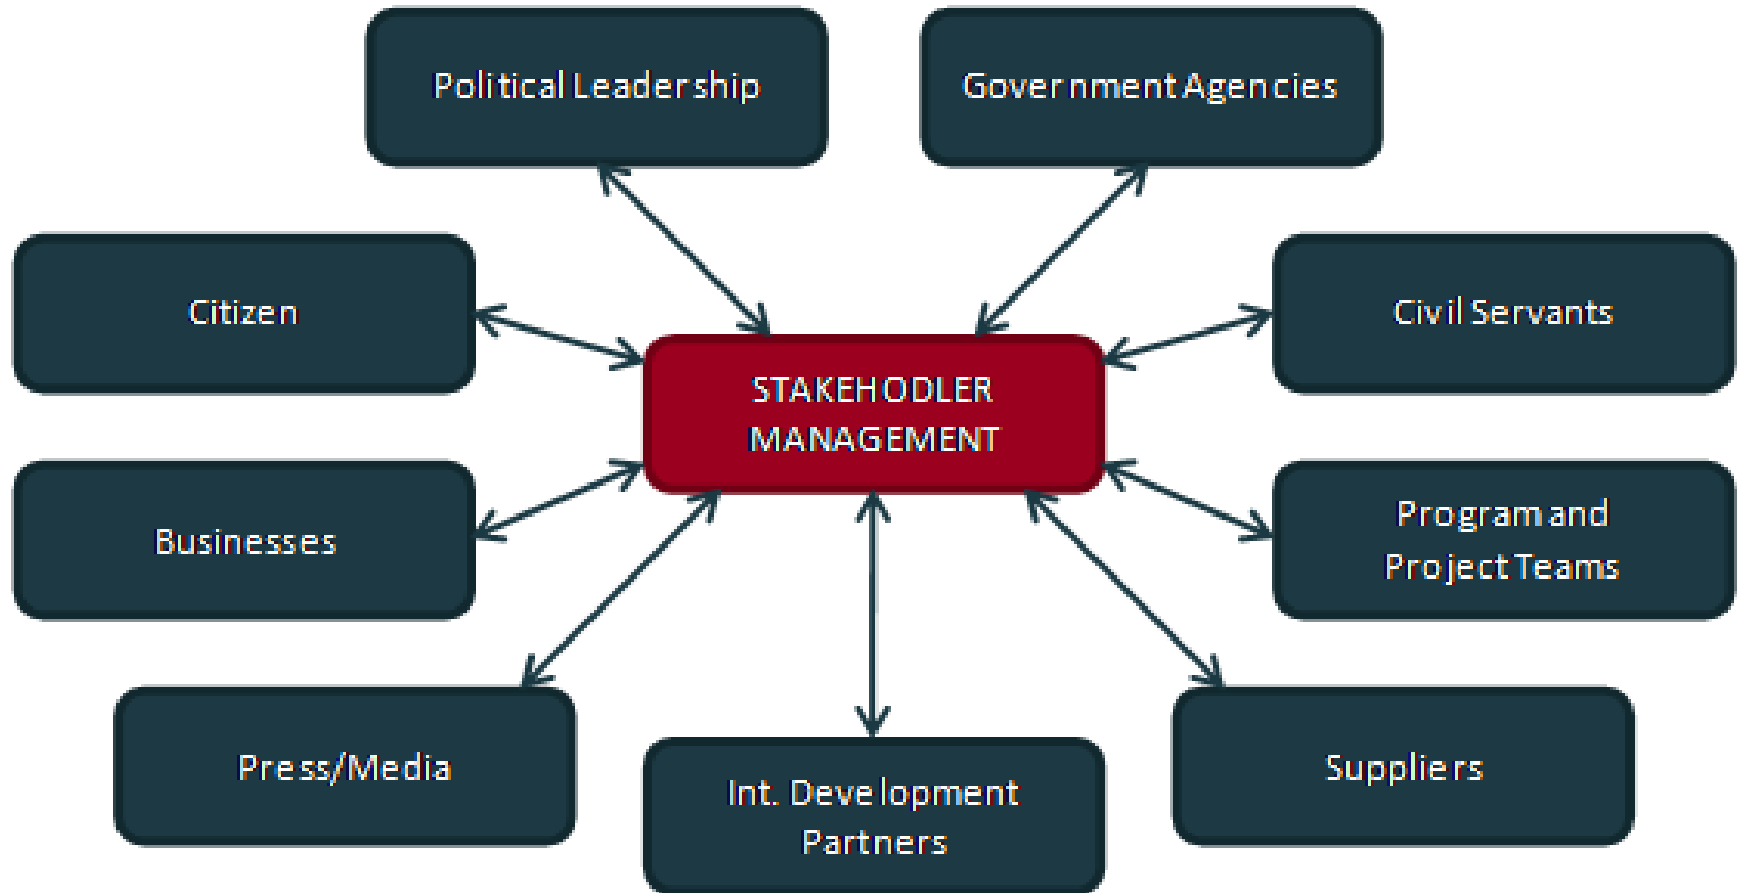 Political Leadership
Government Agencies
Citizen
Civil Servants
STAKEHODLER
MANAGEMENT
Businesses
Program and
Project Teams
Press/Media
Int. Development
Partners
Suppliers